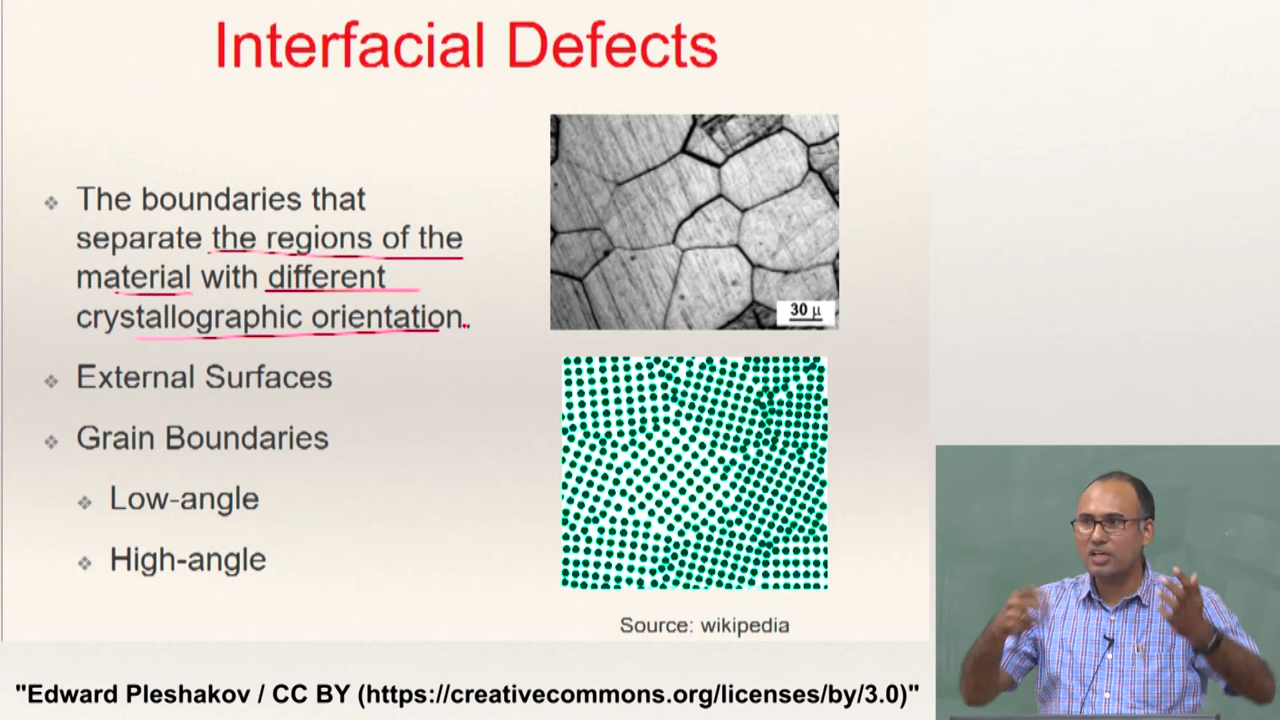 Interfacial Defects
The boundaries that
separate the regions of the
material with different
crystallographic orientation.
External Surfaces
Grain Boundaries
Low-angle
High-angle
30 μ
Source: wikipedia
"Edward Pleshakov / CC BY (https://creativecommons.org/licenses/by/3.0)"